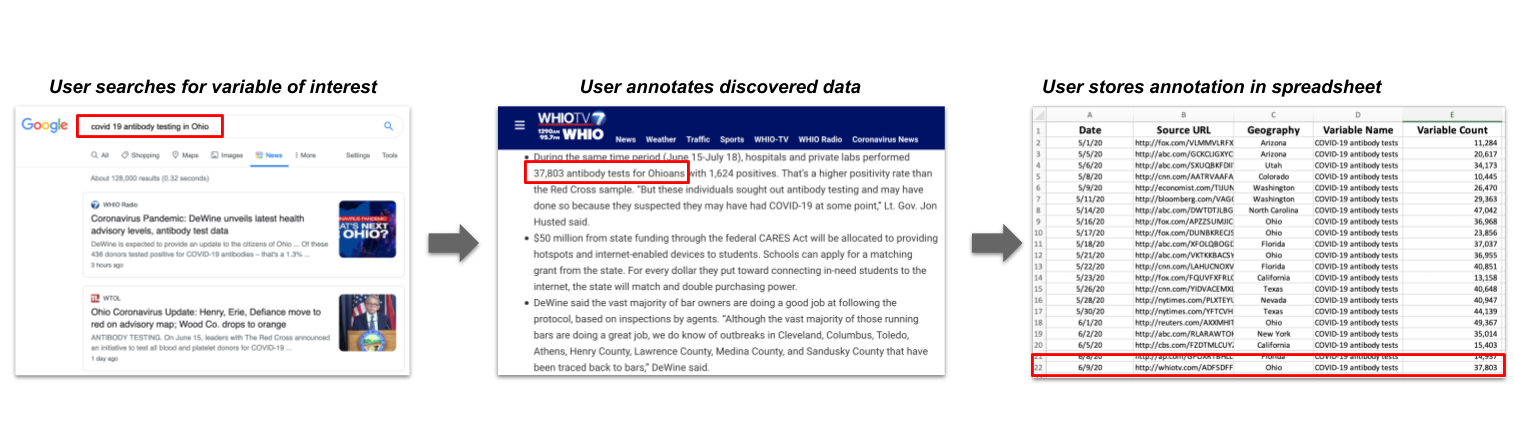 User searches for variable of interest
Google
covid 19 antibody testing in Ohio
All Shopping Maps Images News More Settings Tools
About 128,000 results (0.32 seconds)
WHIO Radio
Coronavirus Pandemic: DeWine unveils latest health
advisory levels, antibody test data
DeWine is expected to provide an update to the citizens of Ohio ... Of these
436 donors tested positive for COVID-19 antibodies – that's a 1.3% ...
3 hours ago
WTOL
Ohio Coronavirus Update: Henry, Erie, Defiance move to
red on advisory map; Wood Co. drops to orange
ANTIBODY TESTING. On June 15, leaders with The Red Cross announced
an initiative to test all blood and platelet donors for COVID-19 ...
1 day ago
User annotates discovered data
WHIOTV 7
1290AM
95.7FM WHIO
News Weather Traffic Sports WHIO-TV WHIO Radio Coronavirus News
During the same time period (June 15-July 18), hospitals and private labs performed
37,803 antibody tests for Ohioans with 1,624 positives. That's a higher positivity rate than
the Red Cross sample. “But these individuals sought out antibody testing and may have
done so because they suspected they may have had COVID-19 at some point,” Lt. Gov. Jon
Husted said.
$50 million from state funding through the federal CARES Act will be allocated to providing
hotspots and internet-enabled devices to students. Schools can apply for a matching
grant from the state. For every dollar they put toward connecting in-need students to the
internet, the state will match and double purchasing power.
DeWine said the vast majority of bar owners are doing a good job at following the
protocol, based on inspections by agents. “Although the vast majority of those running
bars are doing a great job, we do know of outbreaks in Cleveland, Columbus, Toledo,
Athens, Henry County, Lawrence County, Medina County, and Sandusky County that have
been traced back to bars,” DeWine said.
User stores annotation in spreadsheet
A B C D E
1 Date Source URL Geography Variable Name Variable Count
2 5/1/20 http://fox.com/VLMMVLRFX Arizona COVID-19 antibody tests 11,284
3 5/5/20 http://abc.com/GCKCLIGXYC Arizona COVID-19 antibody tests 20,617
4 5/6/20 http://abc.com/SXUQBKFDI Utah COVID-19 antibody tests 34,173
5 5/8/20 http://cnn.com/AATRVAAFA Colorado COVID-19 antibody tests 10,445
6 5/9/20 http://economist.com/TUUN Washington COVID-19 antibody tests 26,470
7 5/11/20 http://bloomberg.com/VAG Washington COVID-19 antibody tests 29,363
8 5/14/20 http://abc.com/DWTDTJLBG North Carolina COVID-19 antibody tests 47,042
9 5/16/20 http://fox.com/APZZSUMJIC Ohio COVID-19 antibody tests 36,968
10 5/17/20 http://fox.com/DUNBKRECJS Ohio COVID-19 antibody tests 23,856
11 5/18/20 http://abc.com/XFOLQBOGD Florida COVID-19 antibody tests 37,037
12 5/21/20 http://abc.com/VKTKKBACSY Ohio COVID-19 antibody tests 36,955
13 5/22/20 http://cnn.com/LAHUCNOXV Florida COVID-19 antibody tests 40,851
14 5/23/20 http://fox.com/FQUVFXFRL California COVID-19 antibody tests 13,158
15 5/26/20 http://cnn.com/YIDVACEMXL Texas COVID-19 antibody tests 40,648
16 5/28/20 http://nytimes.com/PLXTEYU Nevada COVID-19 antibody tests 40,947
17 5/30/20 http://nytimes.com/YFTCVH Texas COVID-19 antibody tests 44,139
18 6/1/20 http://reuters.com/AXXMHIT Ohio COVID-19 antibody tests 49,367
19 6/2/20 http://abc.com/RLARAWTO New York COVID-19 antibody tests 35,014
20 6/5/20 http://cbs.com/FZDTMLCUY California COVID-19 antibody tests 15,403
21 6/8/20 Florida COVID-19 antibody tests 14,937
22 6/9/20 http://whiotv.com/ADFSDFF Ohio COVID-19 antibody tests 37,803